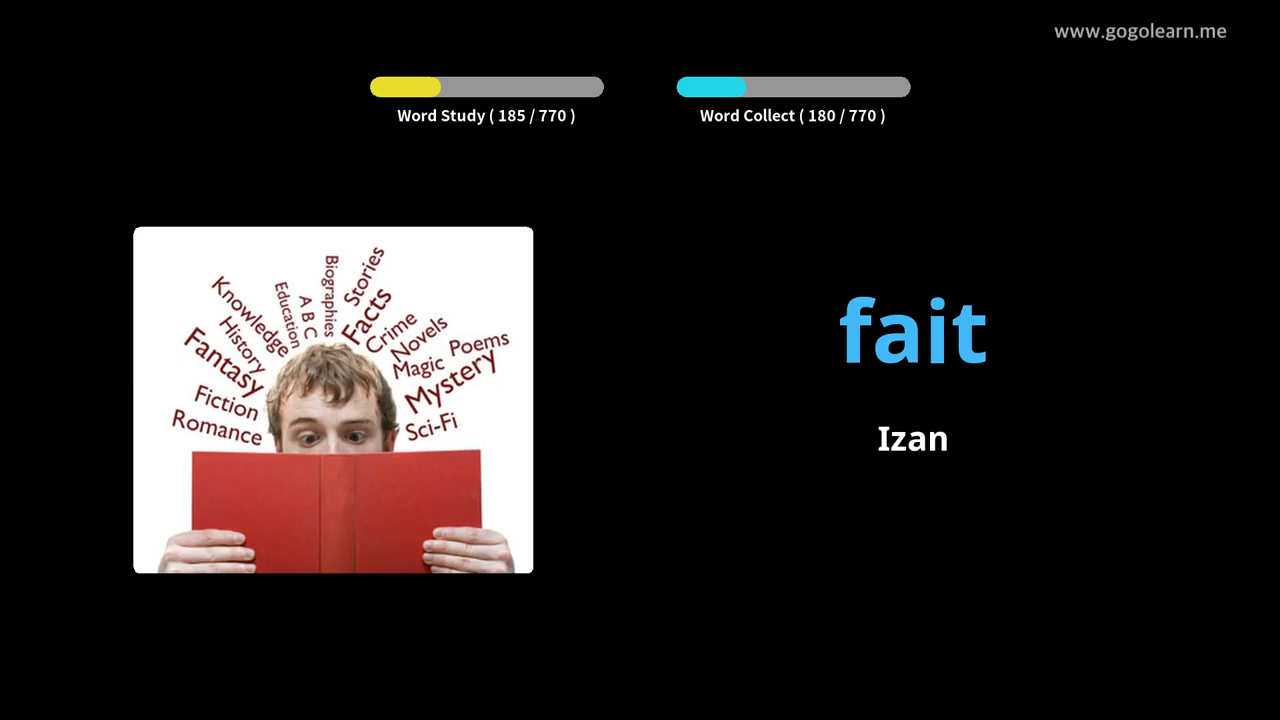 www.gogolearn.me
Word Study ( 185 / 770 )
Word Collect ( 180 / 770 )
fait
Izan
Knowledge
History
Fantasy
Fiction
Romance
Education
A B C
Biographies
Stories
Facts
Crime
Novels
Magic
Poems
Mystery
Sci-Fi